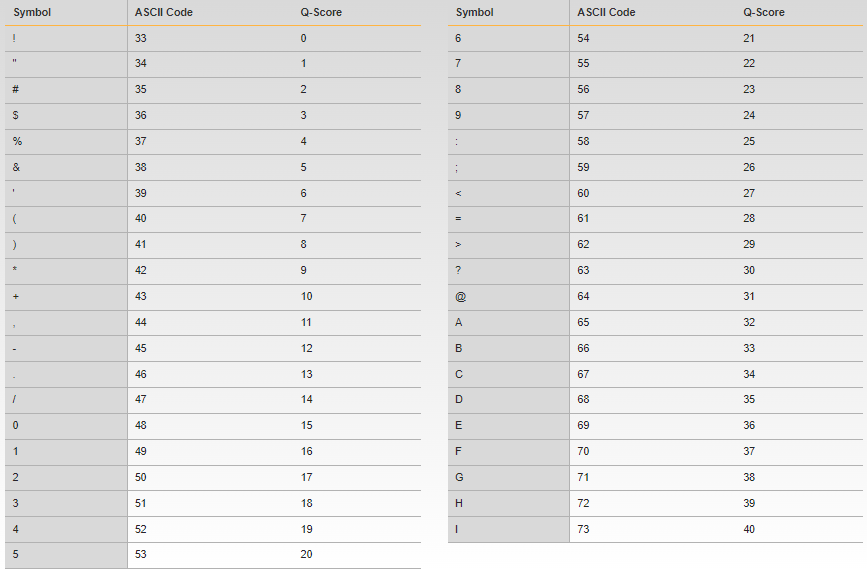 Symbol ASCII Code Q-Score
! 33 0
" 34 1
# 35 2
$ 36 3
% 37 4
& 38 5
' 39 6
( 40 7
) 41 8
* 42 9
+ 43 10
, 44 11
- 45 12
. 46 13
/ 47 14
0 48 15
1 49 16
2 50 17
3 51 18
4 52 19
5 53 20
Symbol ASCII Code Q-Score
6 54 21
7 55 22
8 56 23
9 57 24
: 58 25
; 59 26
< 60 27
= 61 28
> 62 29
? 63 30
@ 64 31
A 65 32
B 66 33
C 67 34
D 68 35
E 69 36
F 70 37
G 71 38
H 72 39
I 73 40